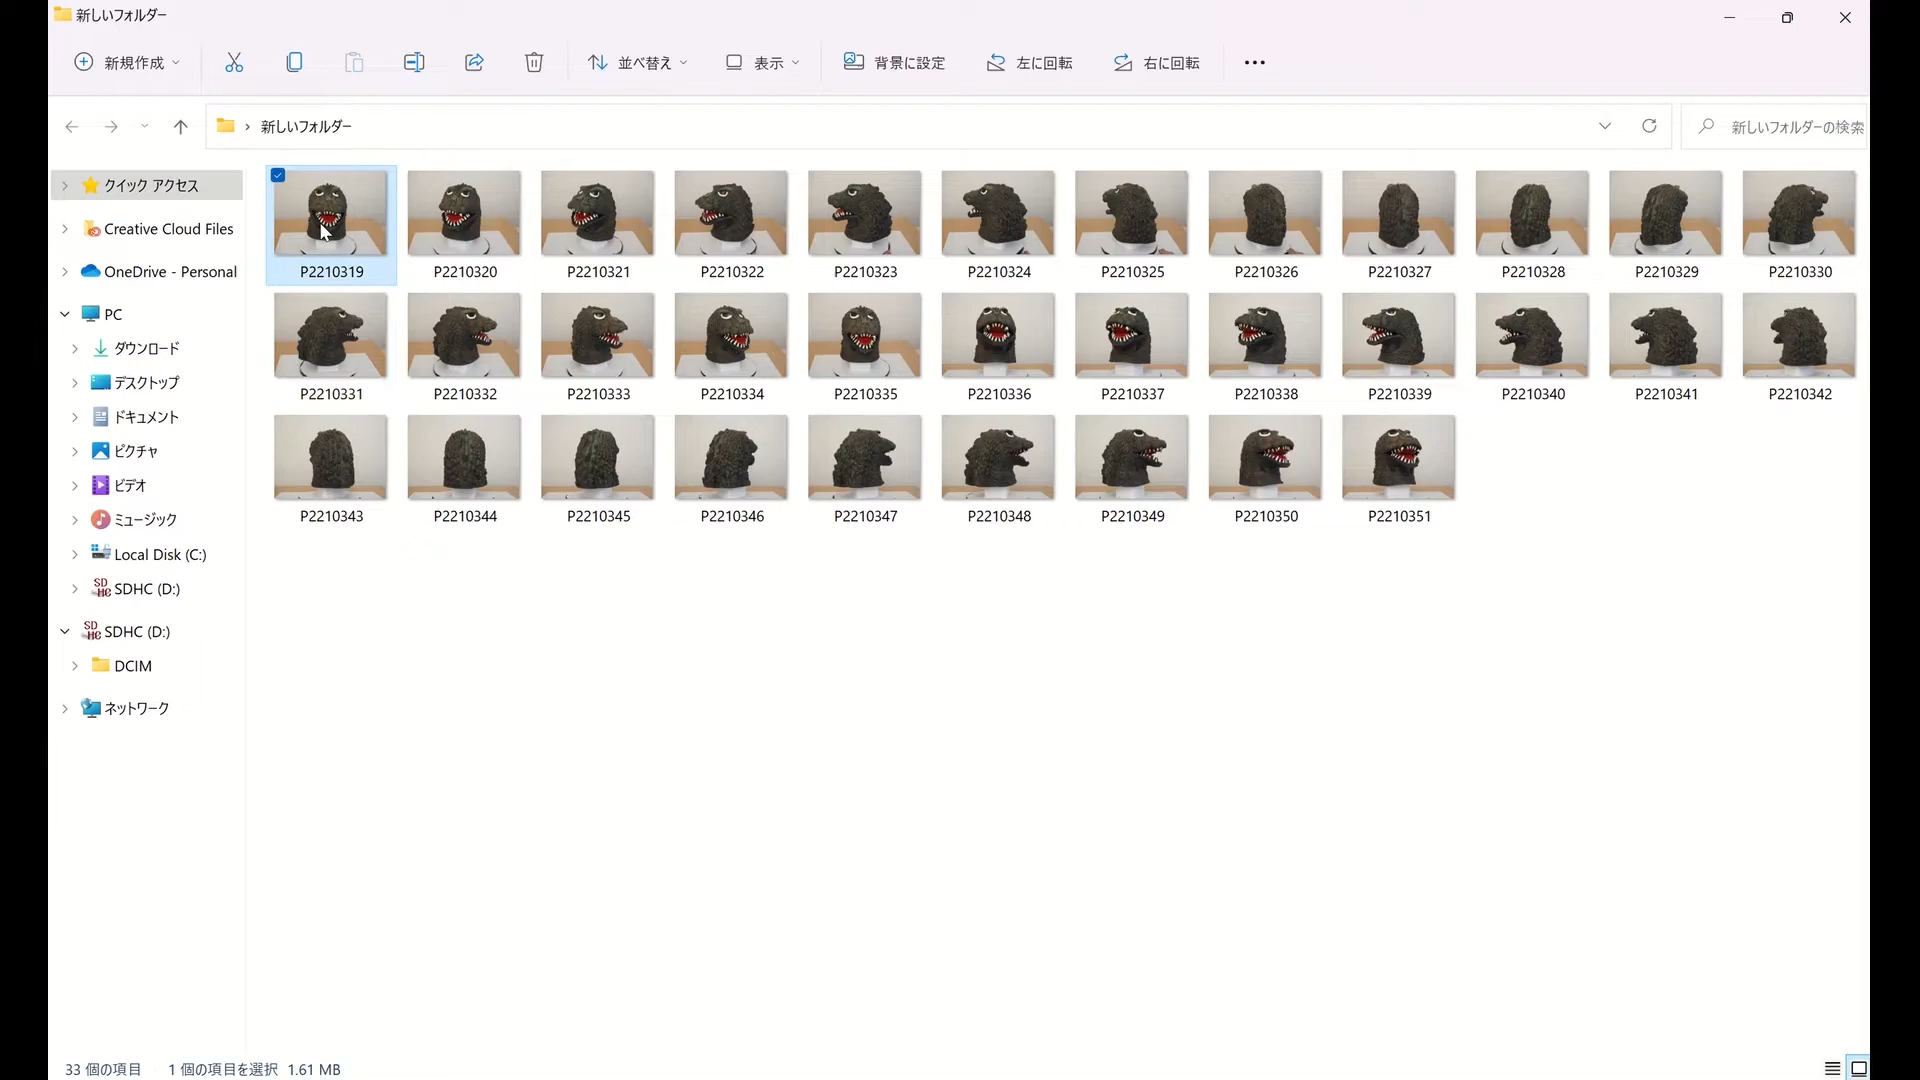 新しいフォルダー
新規作成 並べ替え 表示 背景に設定 左に回転 右に回転
新しいフォルダー 新しいフォルダーの検索
クイック アクセス
Creative Cloud Files
OneDrive - Personal
PC
ダウンロード
デスクトップ
ドキュメント
ピクチャ
ビデオ
ミュージック
Local Disk (C:)
SDHC (D:)
SDHC (D:)
DCIM
ネットワーク
P2210319 P2210320 P2210321 P2210322 P2210323 P2210324 P2210325 P2210326 P2210327 P2210328 P2210329 P2210330
P2210331 P2210332 P2210333 P2210334 P2210335 P2210336 P2210337 P2210338 P2210339 P2210340 P2210341 P2210342
P2210343 P2210344 P2210345 P2210346 P2210347 P2210348 P2210349 P2210350 P2210351
33 個の項目 1 個の項目を選択 1.61 MB